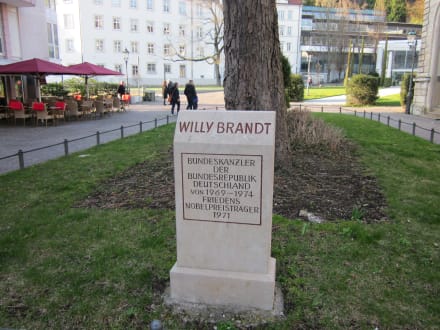 WILLY BRANDT
BUNDESKANZLER
DER
BUNDESREPUBLIK
DEUTSCHLAND
VON 1969-1974
FRIEDENS
NOBELPREISTRÄGER
1971